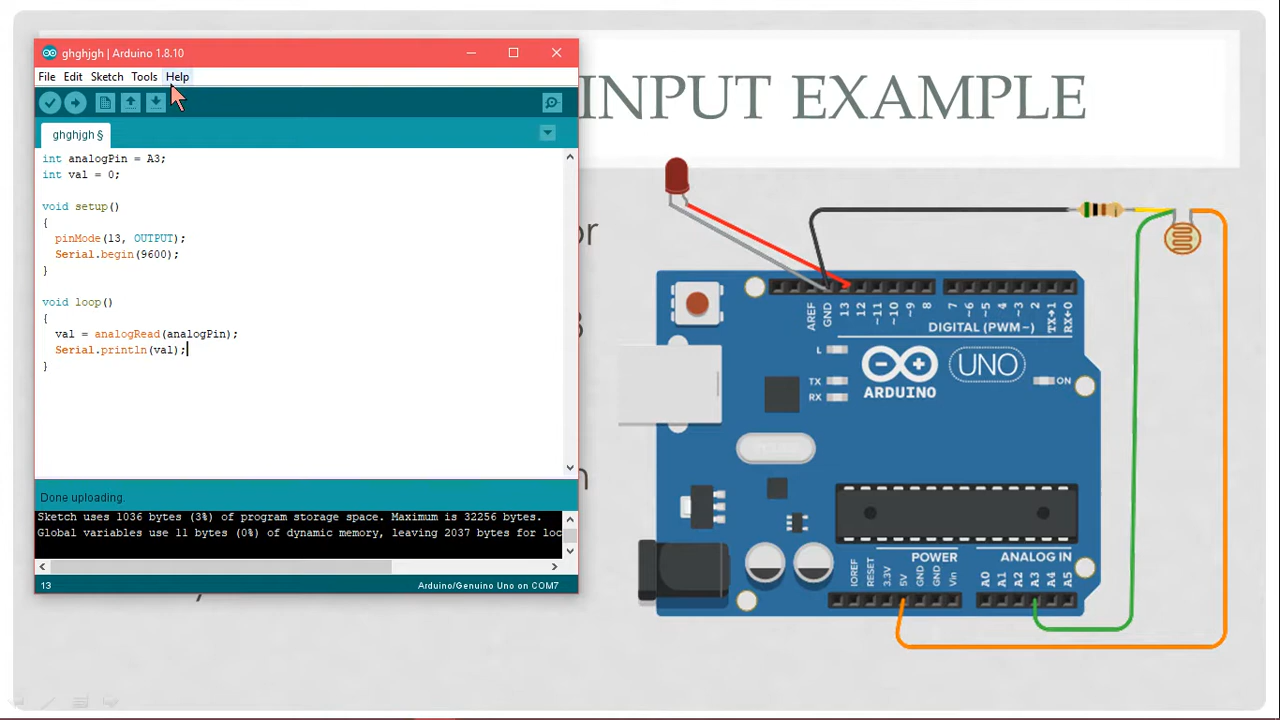 ghghjgh | Arduino 1.8.10
File Edit Sketch Tools Help
ghghjgh §
int analogPin = A3;
int val = 0;
void setup()
{
pinMode(13, OUTPUT);
Serial.begin(9600);
}
void loop()
{
val = analogRead(analogPin);
Serial.println(val);
}
Done uploading.
Sketch uses 1036 bytes (3%) of program storage space. Maximum is 32256 bytes.
Global variables use 11 bytes (0%) of dynamic memory, leaving 2037 bytes for loc
13
Arduino/Genuino Uno on COM7
INPUT EXAMPLE
or
3
n
AREF
GND
13
12
~11
~10
~9
8
7
~6
~5
4
~3
2
TX→1
RX←0
DIGITAL (PWM~)
L
TX
RX
UNO
ARDUINO
ON
POWER
ANALOG IN
IOREF
RESET
3.3V
5V
GND
GND
Vin
A0
A1
A2
A3
A4
A5